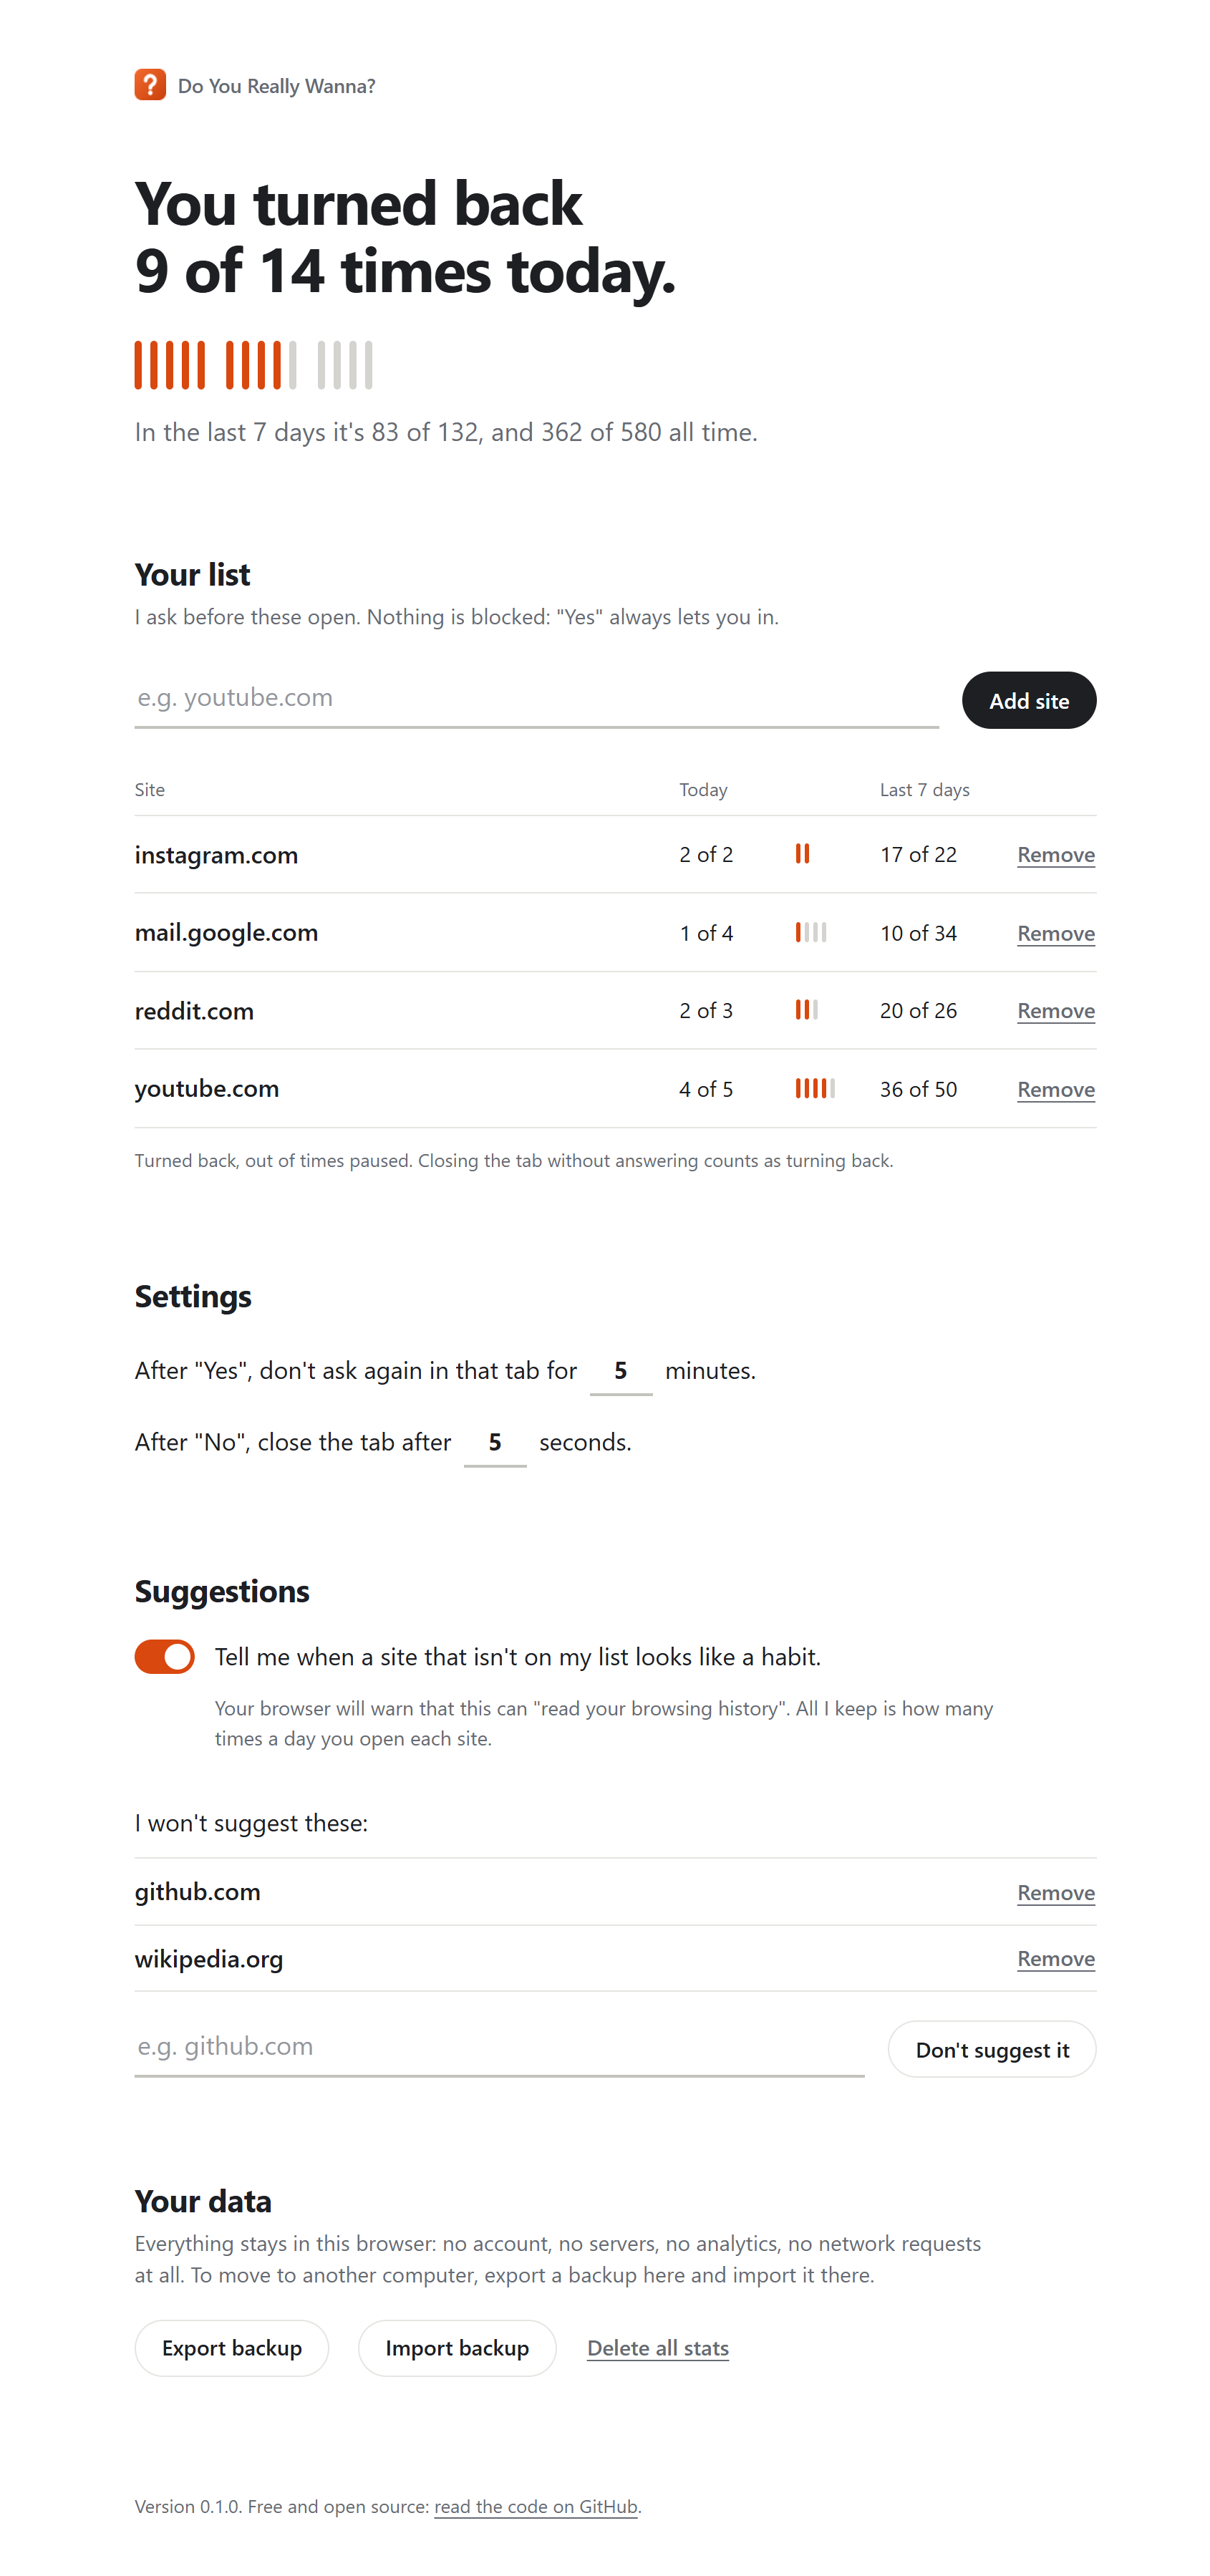 ?
Do You Really Wanna?
You turned back
9 of 14 times today.
In the last 7 days it's 83 of 132, and 362 of 580 all time.
Your list
I ask before these open. Nothing is blocked: "Yes" always lets you in.
e.g. youtube.com Add site
Site Today Last 7 days
instagram.com 2 of 2 17 of 22 Remove
mail.google.com 1 of 4 10 of 34 Remove
reddit.com 2 of 3 20 of 26 Remove
youtube.com 4 of 5 36 of 50 Remove
Turned back, out of times paused. Closing the tab without answering counts as turning back.
Settings
After "Yes", don't ask again in that tab for 5 minutes.
After "No", close the tab after 5 seconds.
Suggestions
Tell me when a site that isn't on my list looks like a habit.
Your browser will warn that this can "read your browsing history". All I keep is how many
times a day you open each site.
I won't suggest these:
github.com Remove
wikipedia.org Remove
e.g. github.com Don't suggest it
Your data
Everything stays in this browser: no account, no servers, no analytics, no network requests
at all. To move to another computer, export a backup here and import it there.
Export backup Import backup Delete all stats
Version 0.1.0. Free and open source: read the code on GitHub.